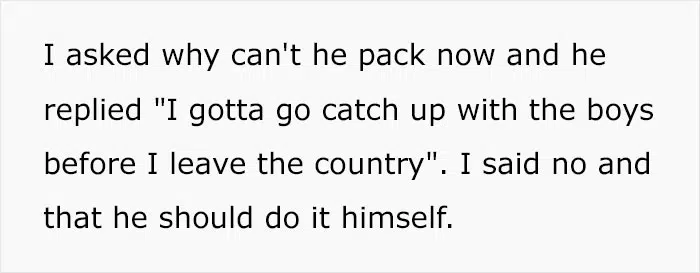 I asked why can't he pack now and he
replied "I gotta go catch up with the boys
before I leave the country". I said no and
that he should do it himself.